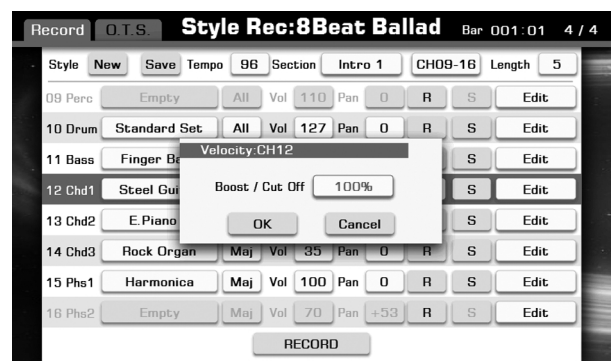 Record O.T.S. Style Rec:8Beat Ballad Bar 001:01 4/4
Style New Save Tempo 96 Section Intro 1 CH09-16 Length 5
09 Perc Empty All Vol 110 Pan 0 R S Edit
10 Drum Standard Set All Vol 127 Pan 0 R S Edit
11 Bass Finger Ba S Edit
Velocity:CH12
12 Chd1 Steel Gui S Edit
Boost / Cut Off 100%
13 Chd2 E.Piano S Edit
OK Cancel
14 Chd3 Rock Organ Maj Vol 35 Pan 0 R S Edit
15 Phs1 Harmonica Maj Vol 100 Pan 0 R S Edit
16 Phs2 Empty Maj Vol 70 Pan +53 R S Edit
RECORD